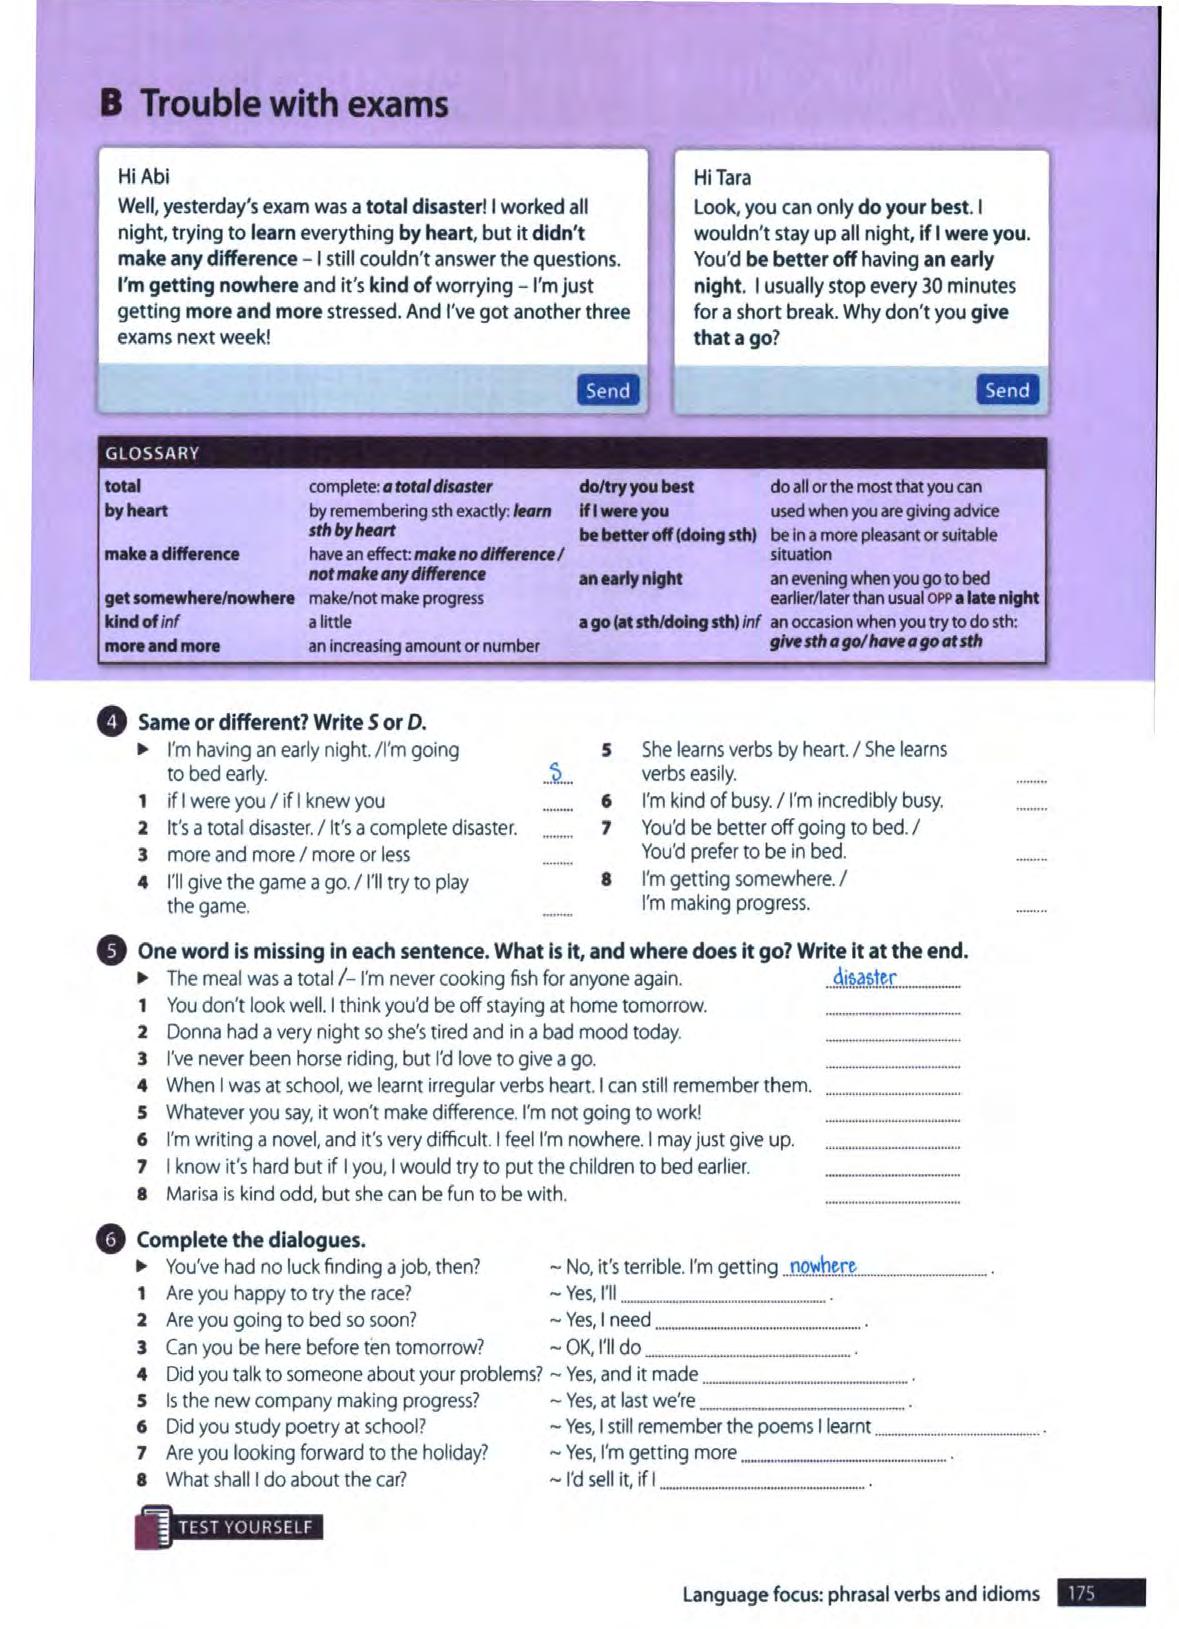 B Trouble with exams
Hi Abi
Well, yesterday's exam was a total disaster! I worked all
night, trying to learn everything by heart, but it didn't
make any difference – I still couldn't answer the questions.
I'm getting nowhere and it's kind of worrying – I'm just
getting more and more stressed. And I've got another three
exams next week!
Send
Hi Tara
Look, you can only do your best. I
wouldn't stay up all night, if I were you.
You'd be better off having an early
night. I usually stop every 30 minutes
for a short break. Why don't you give
that a go?
Send
GLOSSARY
total complete: a total disaster
by heart by remembering sth exactly: learn
sth by heart
make a difference have an effect: make no difference /
not make any difference
get somewhere/nowhere make/not make progress
kind of inf a little
more and more an increasing amount or number
do/try you best do all or the most that you can
if I were you used when you are giving advice
be better off (doing sth) be in a more pleasant or suitable
situation
an early night an evening when you go to bed
earlier/later than usual OPP a late night
a go (at sth/doing sth) inf an occasion when you try to do sth:
give sth a go/have a go at sth
4 Same or different? Write S or D.
► I'm having an early night. /I'm going
to bed early. S
1 if I were you / if I knew you
2 It's a total disaster. / It's a complete disaster.
3 more and more / more or less
4 I'll give the game a go. / I'll try to play
the game.
5 She learns verbs by heart. / She learns
verbs easily.
6 I'm kind of busy. / I'm incredibly busy.
7 You'd be better off going to bed. /
You'd prefer to be in bed.
8 I'm getting somewhere. /
I'm making progress.
5 One word is missing in each sentence. What is it, and where does it go? Write it at the end.
► The meal was a total /– I'm never cooking fish for anyone again. disaster
1 You don't look well. I think you'd be off staying at home tomorrow.
2 Donna had a very night so she's tired and in a bad mood today.
3 I've never been horse riding, but I'd love to give a go.
4 When I was at school, we learnt irregular verbs heart. I can still remember them.
5 Whatever you say, it won't make difference. I'm not going to work!
6 I'm writing a novel, and it's very difficult. I feel I'm nowhere. I may just give up.
7 I know it's hard but if I you, I would try to put the children to bed earlier.
8 Marisa is kind odd, but she can be fun to be with.
6 Complete the dialogues.
► You've had no luck finding a job, then? ~ No, it's terrible. I'm getting nowhere .
1 Are you happy to try the race? ~ Yes, I'll .
2 Are you going to bed so soon? ~ Yes, I need .
3 Can you be here before ten tomorrow? ~ OK, I'll do .
4 Did you talk to someone about your problems? ~ Yes, and it made .
5 Is the new company making progress? ~ Yes, at last we're .
6 Did you study poetry at school? ~ Yes, I still remember the poems I learnt .
7 Are you looking forward to the holiday? ~ Yes, I'm getting more .
8 What shall I do about the car? ~ I'd sell it, if I .
TEST YOURSELF
Language focus: phrasal verbs and idioms 175